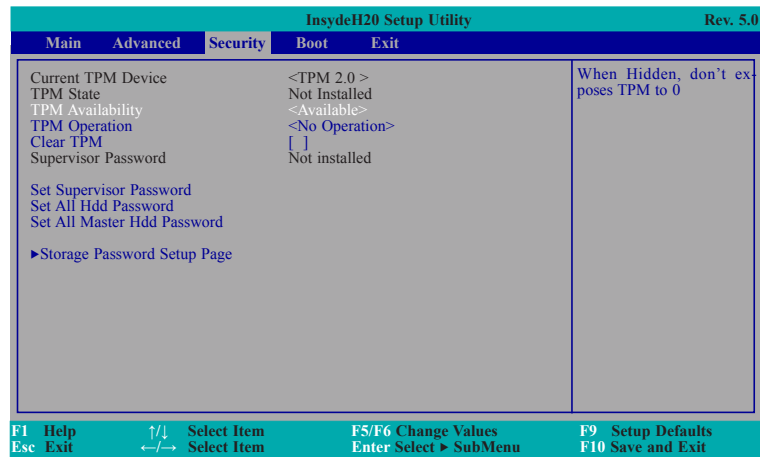 InsydeH20 Setup Utility Rev. 5.0
Main Advanced Security Boot Exit
Current TPM Device <TPM 2.0 >
TPM State Not Installed
TPM Availability <Available>
TPM Operation <No Operation>
Clear TPM [ ]
Supervisor Password Not installed
Set Supervisor Password
Set All Hdd Password
Set All Master Hdd Password
►Storage Password Setup Page
When Hidden, don't ex-
poses TPM to 0
F1 Help ↑/↓ Select Item F5/F6 Change Values F9 Setup Defaults
Esc Exit ←/→ Select Item Enter Select ► SubMenu F10 Save and Exit